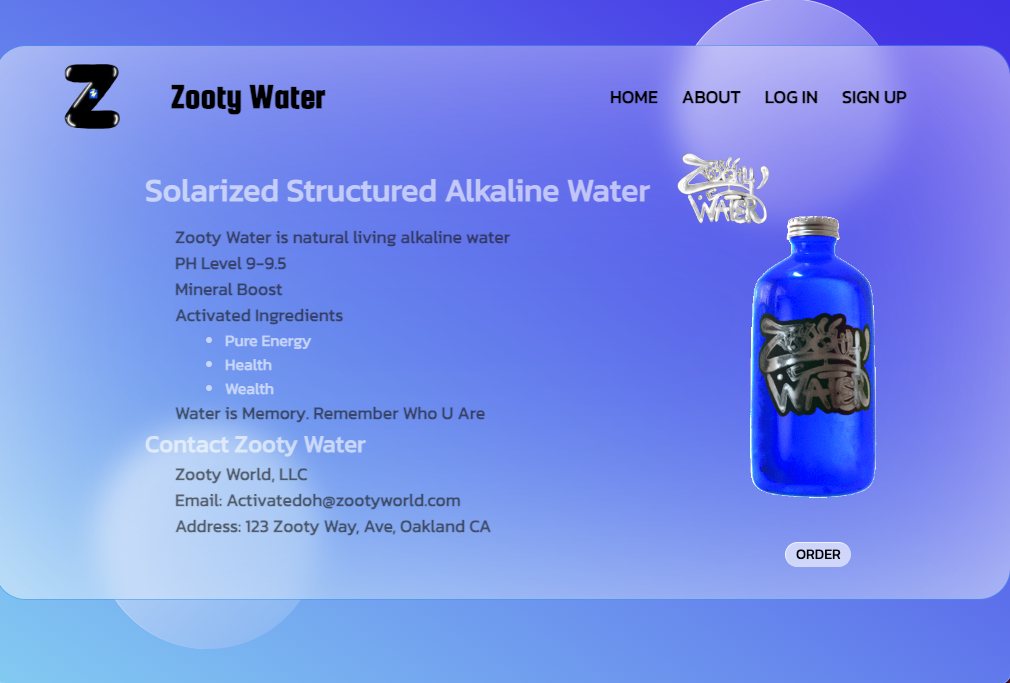 Z
Zooty Water
HOME ABOUT LOG IN SIGN UP
Solarized Structured Alkaline Water
Zooty Water
Zooty Water is natural living alkaline water
PH Level 9-9.5
Mineral Boost
Activated Ingredients
Pure Energy
Health
Wealth
Water is Memory. Remember Who U Are
Zooty Water
Contact Zooty Water
Zooty World, LLC
Email: Activatedoh@zootyworld.com
Address: 123 Zooty Way, Ave, Oakland CA
ORDER